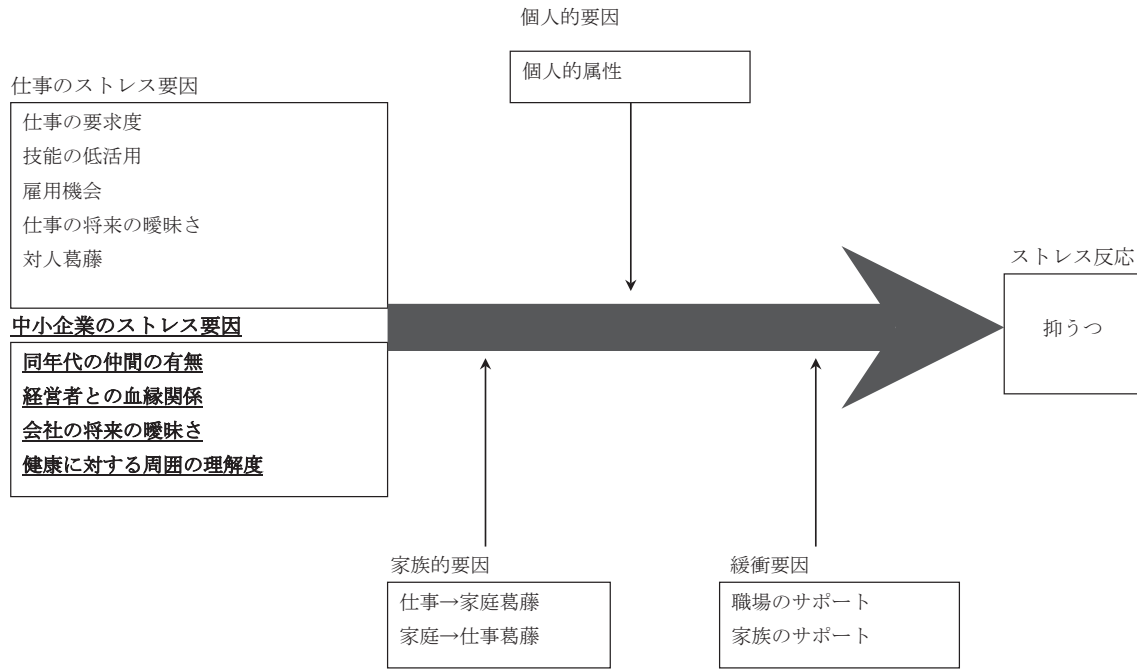 個人的要因
個人的属性
仕事のストレス要因
仕事の要求度
技能の低活用
雇用機会
仕事の将来の曖昧さ
対人葛藤
中小企業のストレス要因
同年代の仲間の有無
経営者との血縁関係
会社の将来の曖昧さ
健康に対する周囲の理解度
ストレス反応
抑うつ
家族的要因
仕事→家庭葛藤
家庭→仕事葛藤
緩衝要因
職場のサポート
家族のサポート